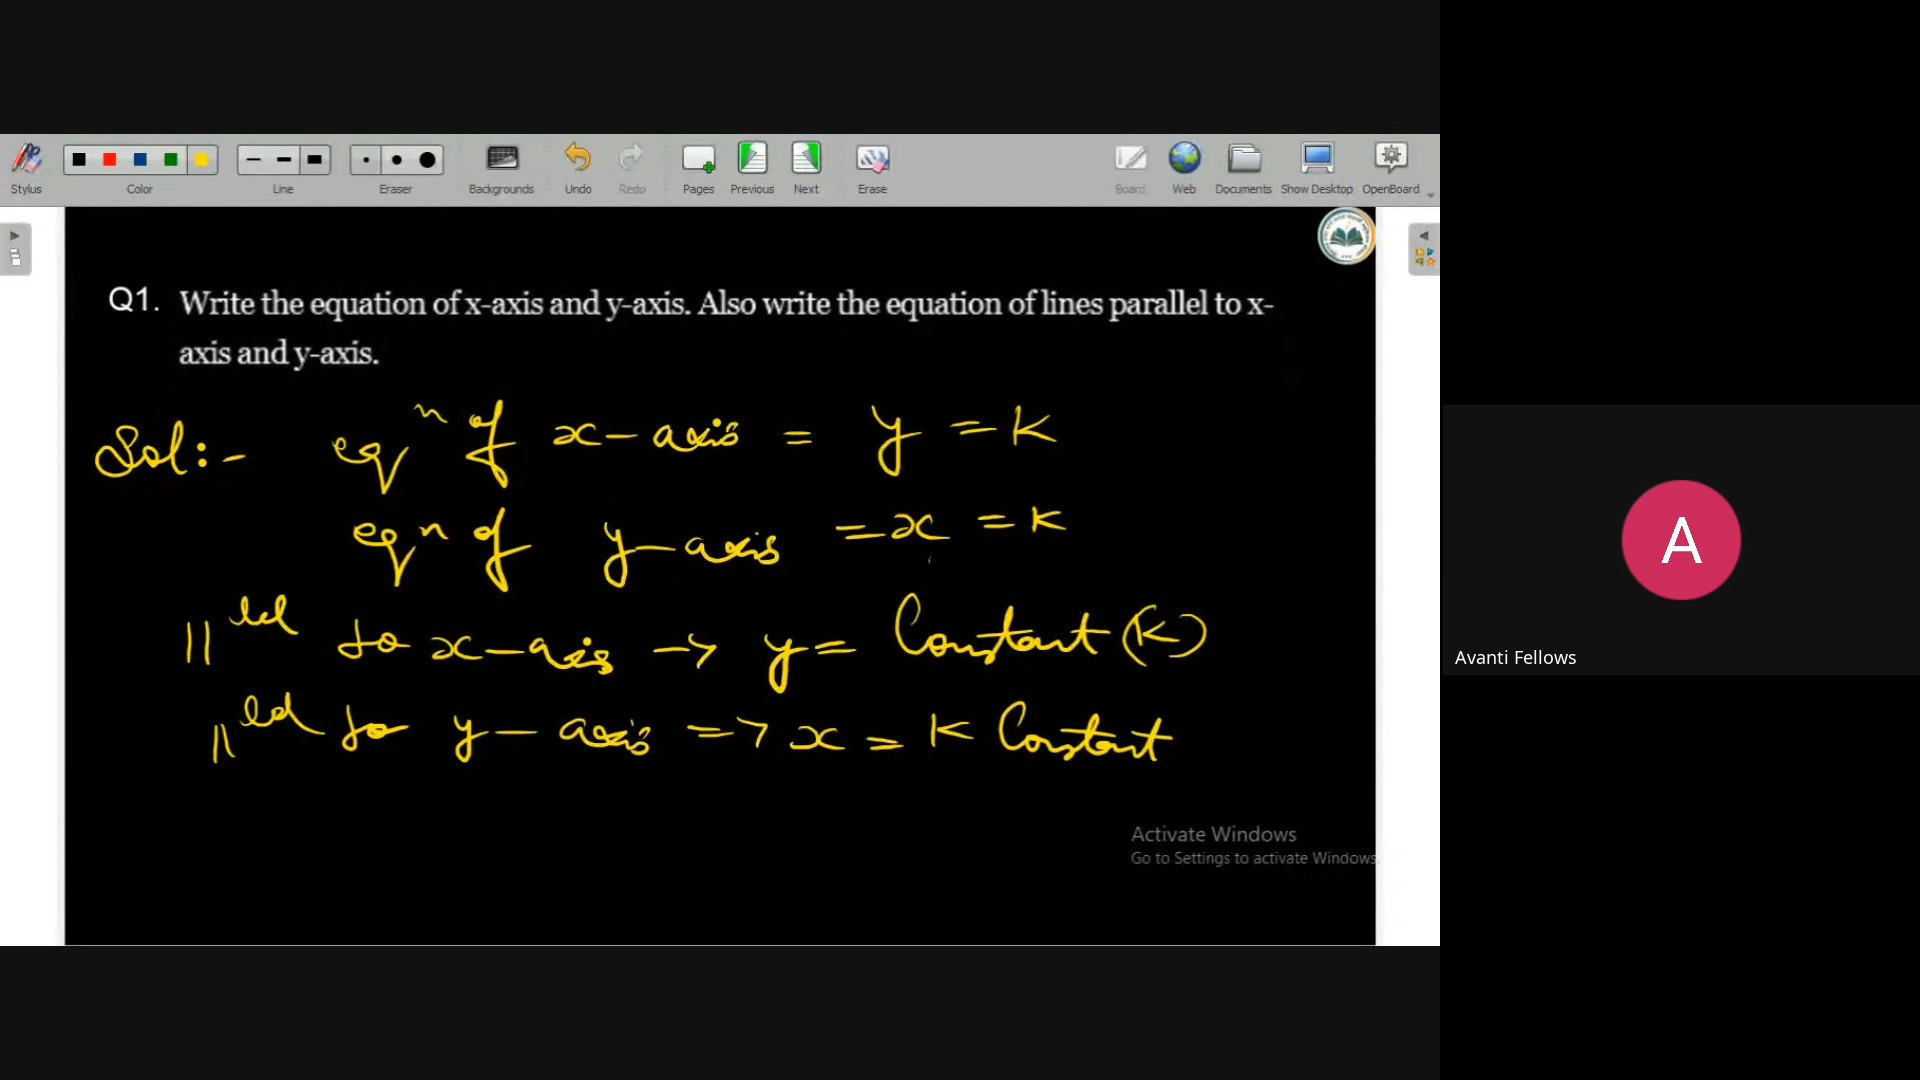 Stylus Color Line Eraser Backgrounds Undo Redo Pages Previous Next Erase Board Web Documents Show Desktop OpenBoard
Q1. Write the equation of x-axis and y-axis. Also write the equation of lines parallel to x-
axis and y-axis.
Sol:- eqⁿ of x-axis = y = K
eqⁿ of y-axis = x = K
||lel to x-axis → y = Constant (K)
||lel to y-axis => x = K Constant
Activate Windows
Go to Settings to activate Windows.
A
Avanti Fellows